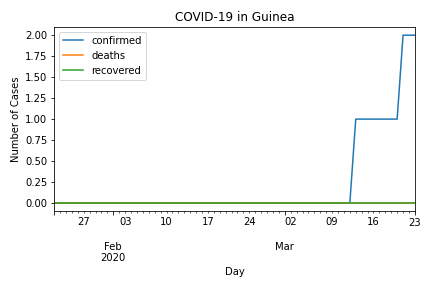 COVID-19 in Guinea
confirmed
deaths
recovered
Number of Cases
2.00
1.75
1.50
1.25
1.00
0.75
0.50
0.25
0.00
27 03 10 17 24 02 09 16 23
Feb Mar
2020
Day